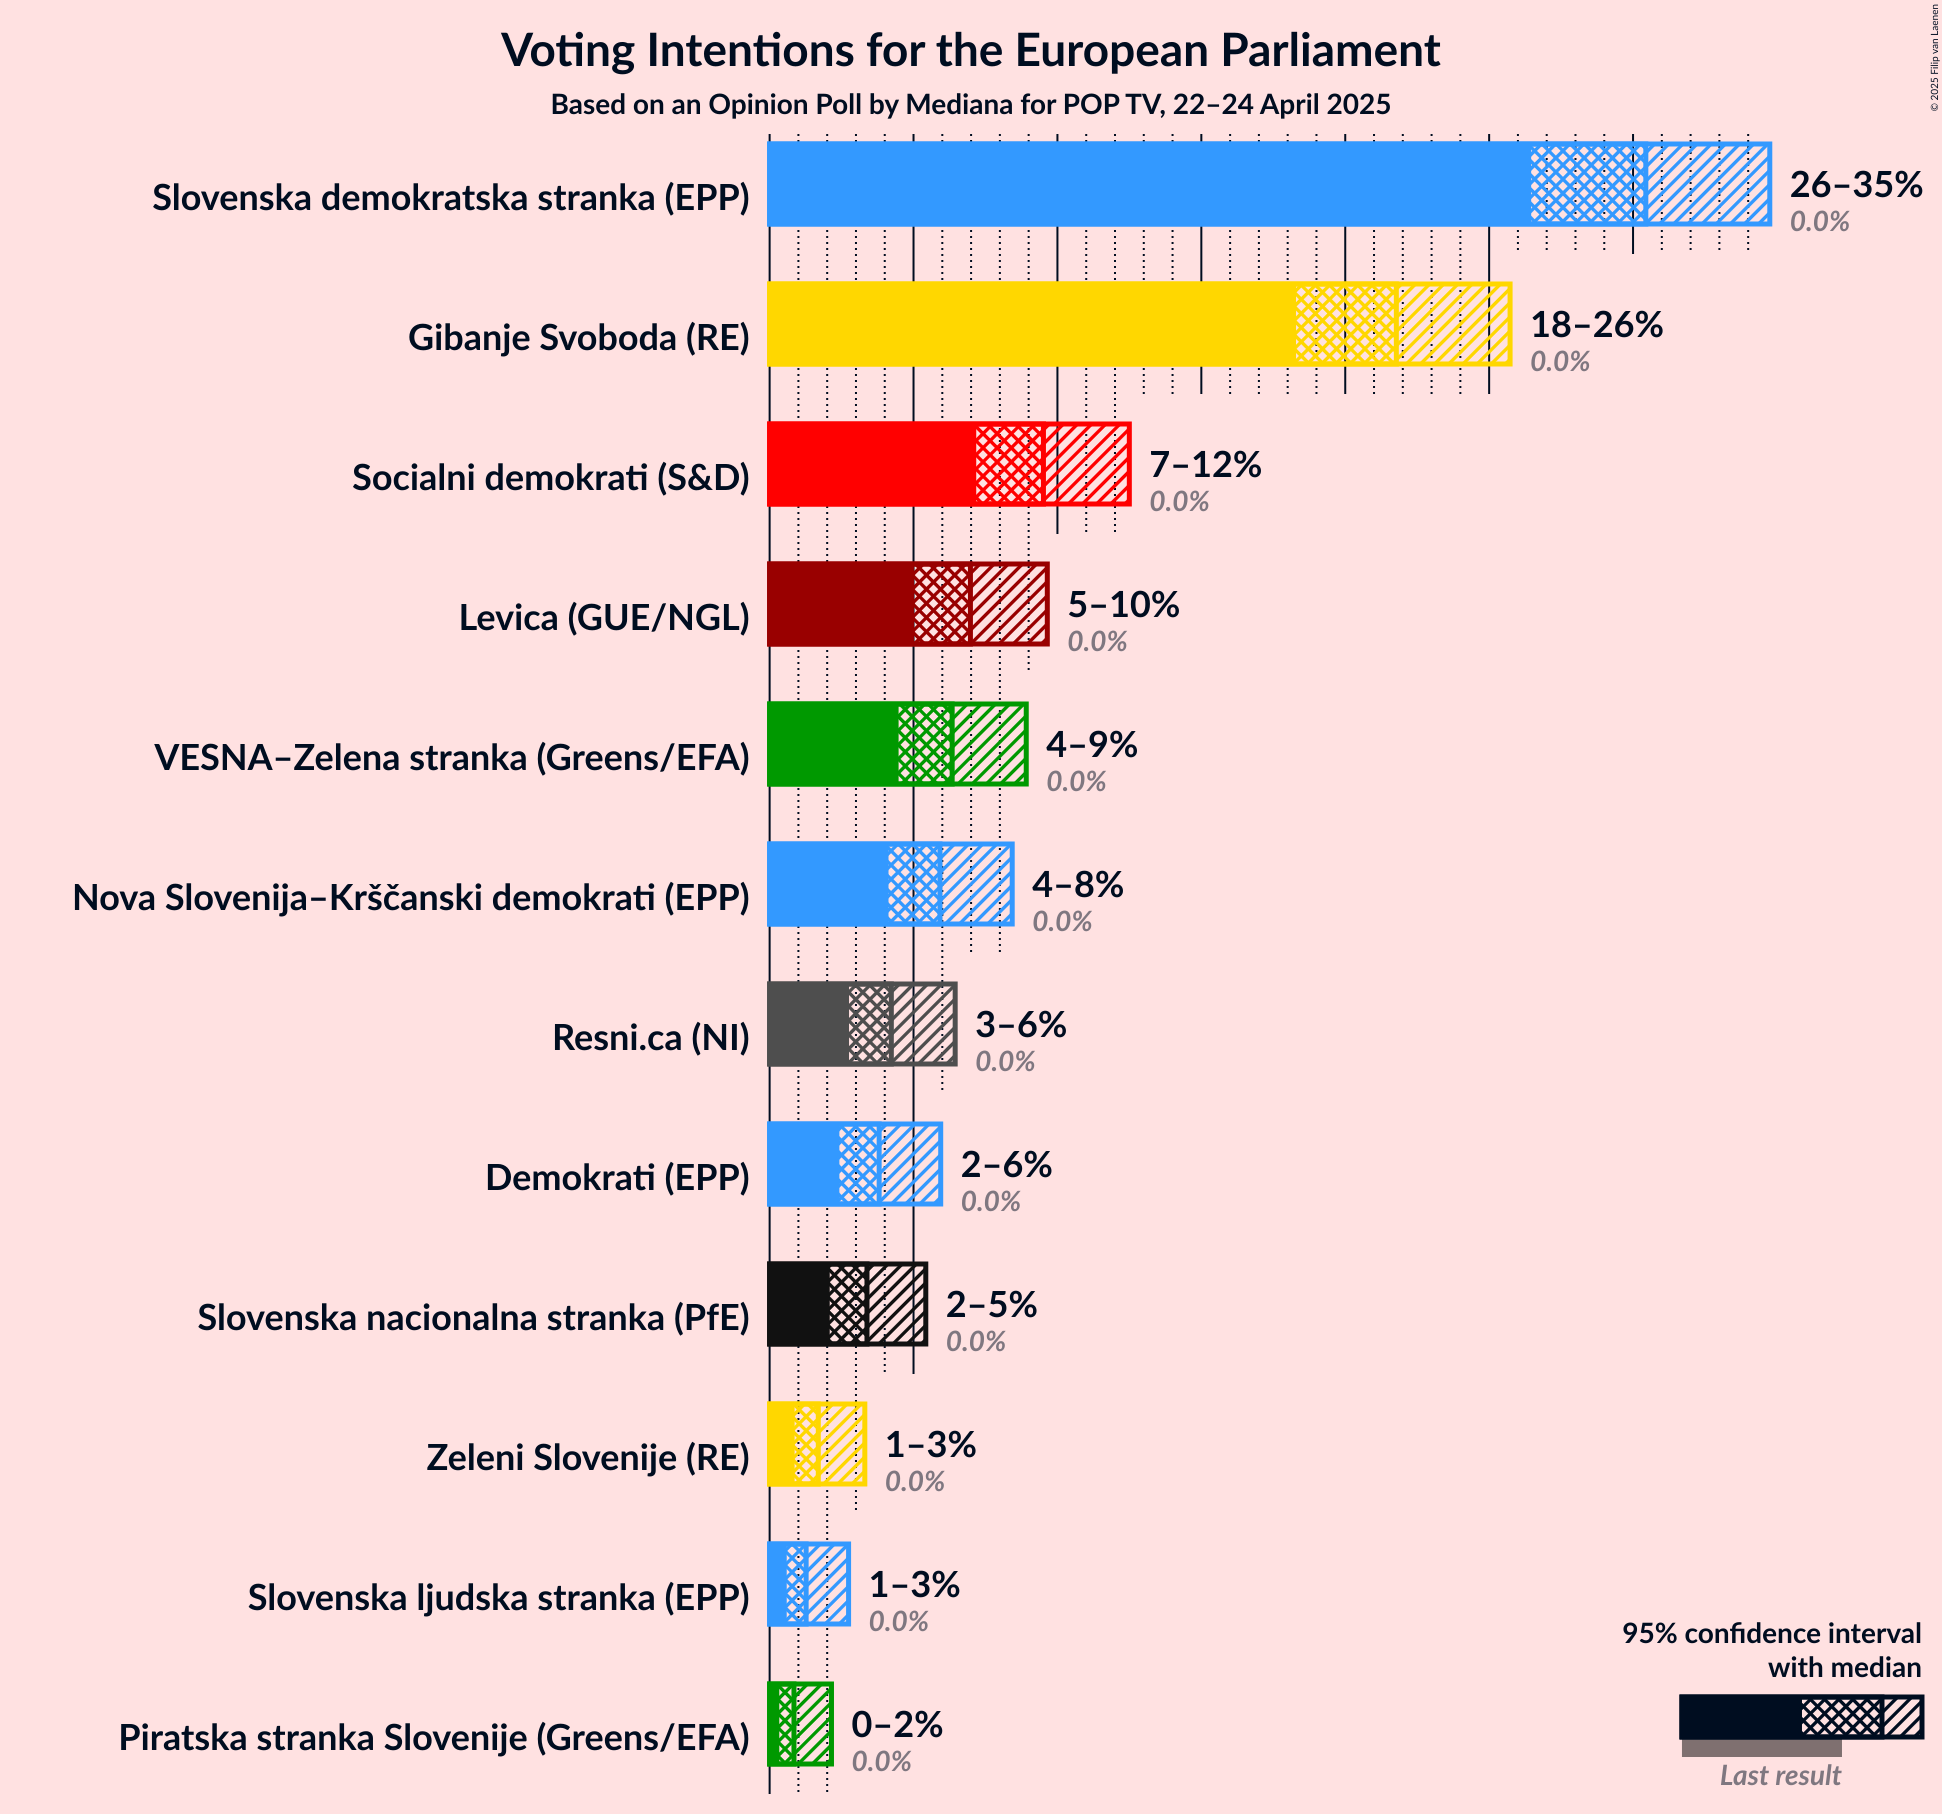 Voting Intentions for the European Parliament
Based on an Opinion Poll by Mediana for POP TV, 22–24 April 2025
© 2025 Filip van Laenen
Slovenska demokratska stranka (EPP)
26–35%
0.0%
Gibanje Svoboda (RE)
18–26%
0.0%
Socialni demokrati (S&D)
7–12%
0.0%
Levica (GUE/NGL)
5–10%
0.0%
VESNA–Zelena stranka (Greens/EFA)
4–9%
0.0%
Nova Slovenija–Krščanski demokrati (EPP)
4–8%
0.0%
Resni.ca (NI)
3–6%
0.0%
Demokrati (EPP)
2–6%
0.0%
Slovenska nacionalna stranka (PfE)
2–5%
0.0%
Zeleni Slovenije (RE)
1–3%
0.0%
Slovenska ljudska stranka (EPP)
1–3%
0.0%
Piratska stranka Slovenije (Greens/EFA)
0–2%
0.0%
95% confidence interval
with median
Last result